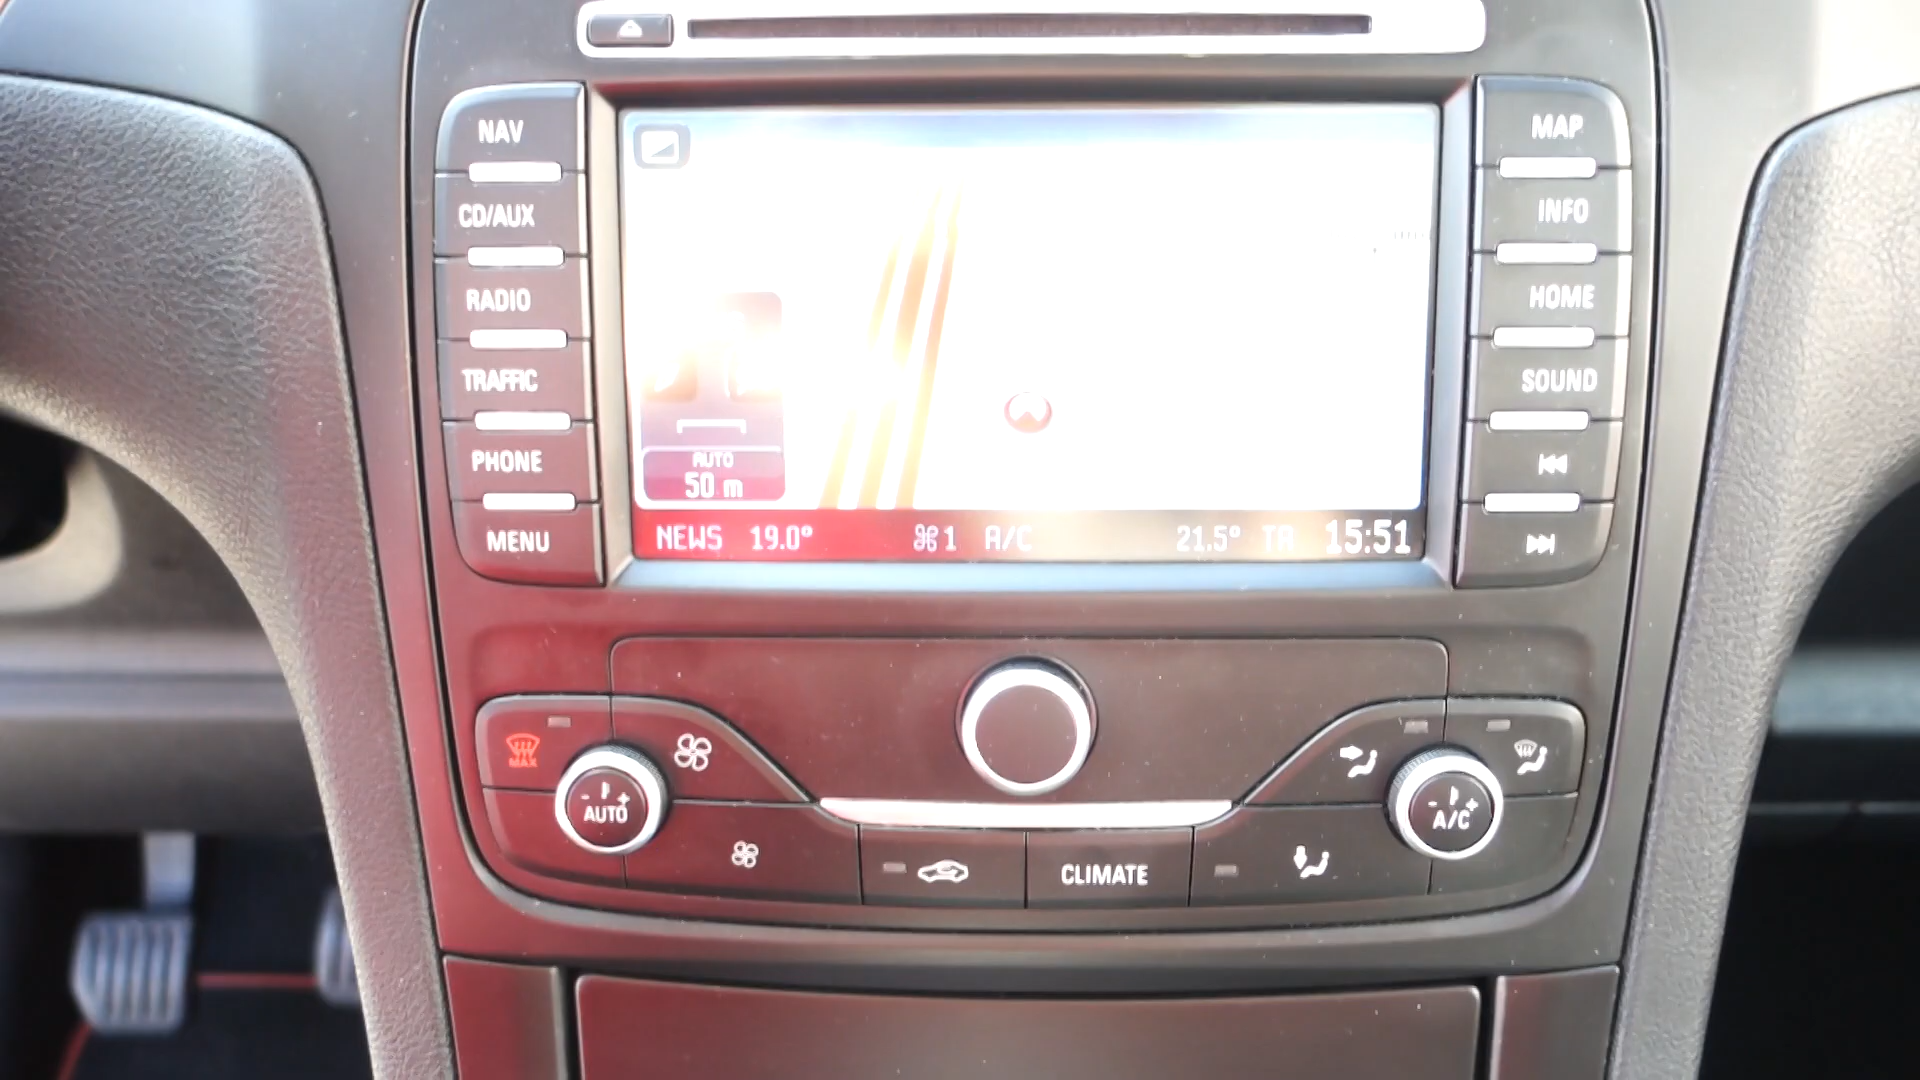 NAV
CD/AUX
RADIO
TRAFFIC
PHONE
MENU
MAP
INFO
HOME
SOUND
AUTO
50 m
NEWS 19.0° 1 A/C 21.5° TA 15:51
MAX
- +
AUTO
- +
A/C
CLIMATE